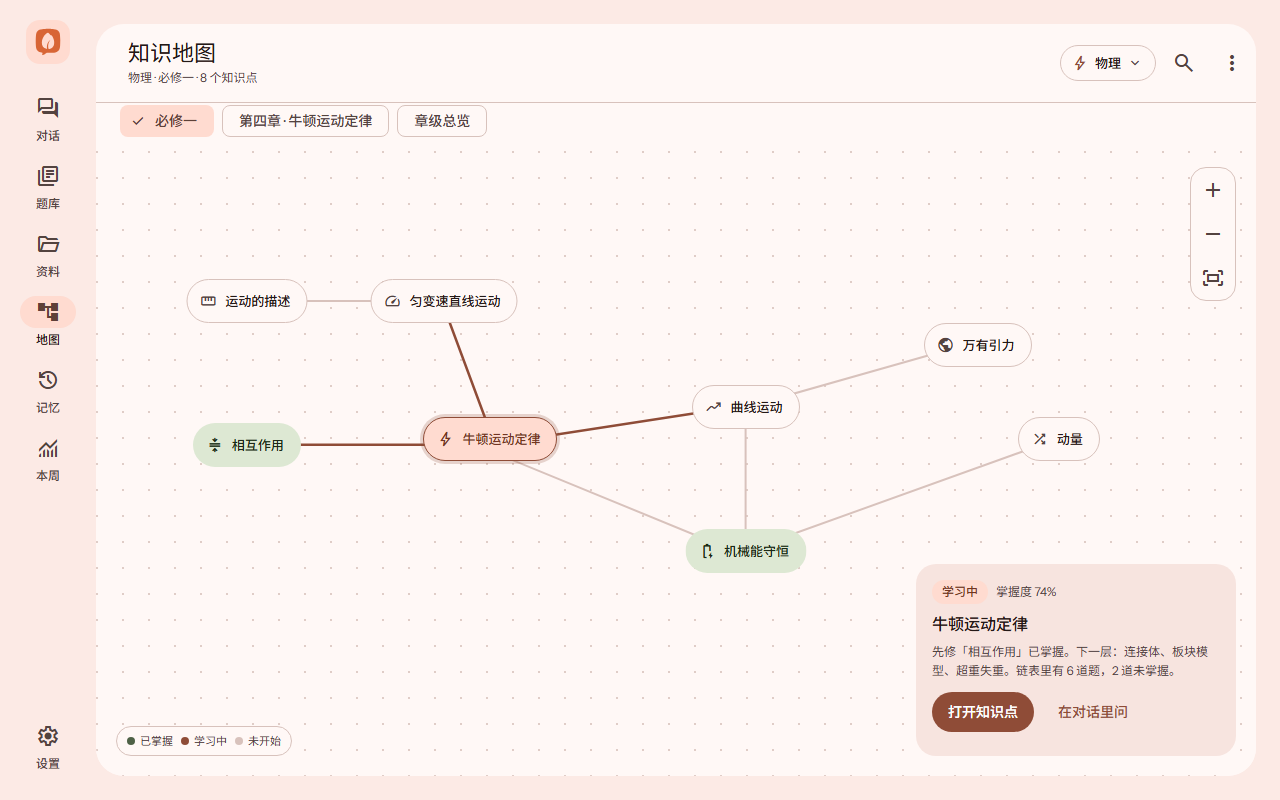 知识地图
物理·必修一·8 个知识点
物理
对话
题库
资料
地图
记忆
本周
设置
必修一
第四章·牛顿运动定律
章级总览
运动的描述
匀变速直线运动
万有引力
曲线运动
相互作用
牛顿运动定律
动量
机械能守恒
学习中
掌握度 74%
牛顿运动定律
先修「相互作用」已掌握。下一层：连接体、板块模
型、超重失重。链表里有 6 道题，2 道未掌握。
打开知识点
在对话里问
已掌握
学习中
未开始